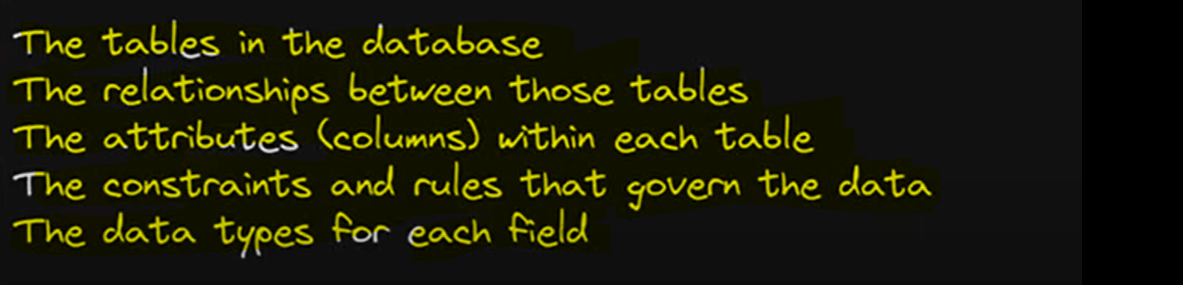 The tables in the database
The relationships between those tables
The attributes (columns) within each table
The constraints and rules that govern the data
The data types for each field